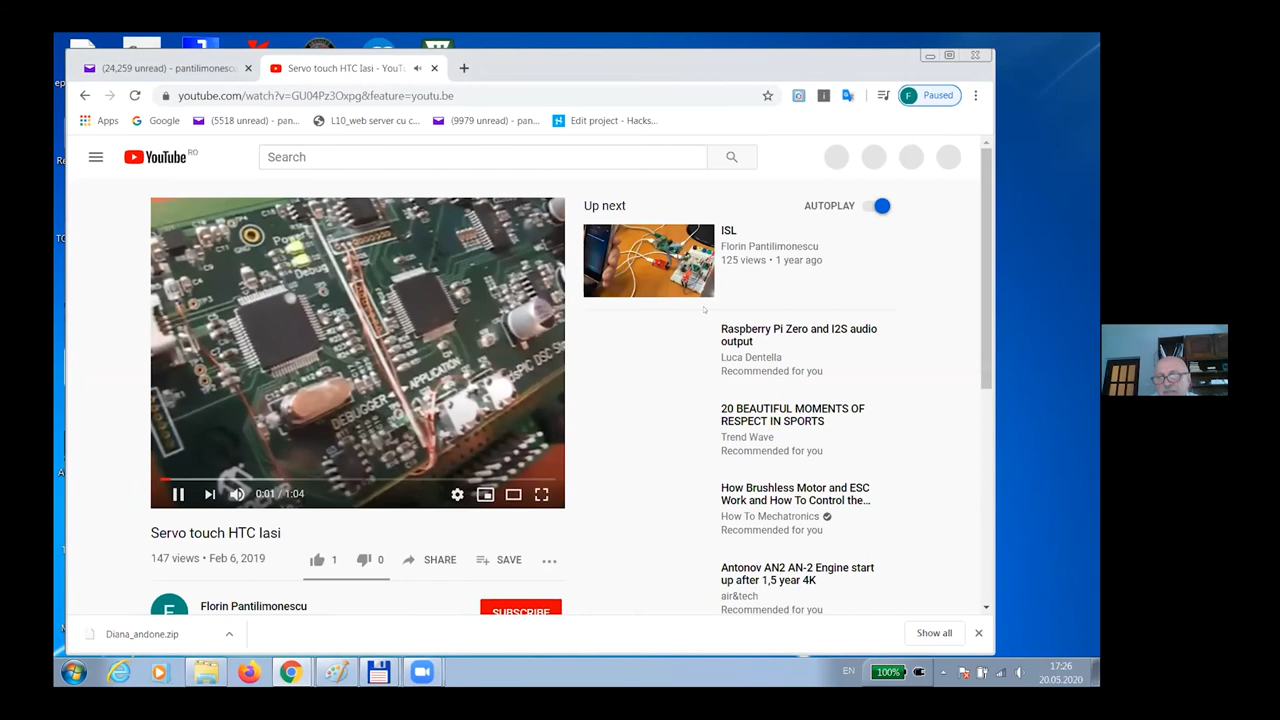 (24,259 unread) - pantilimonescu
Servo touch HTC Iasi - YouTu
youtube.com/watch?v=GU04Pz3Oxpg&feature=youtu.be
F Paused
Apps
Google
(5518 unread) - pan...
L10_web server cu c...
(9979 unread) - pan...
Edit project - Hacks...
YouTube RO
Search
Up next
AUTOPLAY
ISL
Florin Pantilimonescu
125 views • 1 year ago
Raspberry Pi Zero and I2S audio
output
Luca Dentella
Recommended for you
20 BEAUTIFUL MOMENTS OF
RESPECT IN SPORTS
Trend Wave
Recommended for you
How Brushless Motor and ESC
Work and How To Control the...
How To Mechatronics
Recommended for you
Antonov AN2 AN-2 Engine start
up after 1,5 year 4K
air&tech
Recommended for you
Power
Debug
DEBUGGER
APPLICATION
0:01 / 1:04
Servo touch HTC Iasi
147 views • Feb 6, 2019
1
0
SHARE
SAVE
F
Florin Pantilimonescu
SUBSCRIBE
Diana_andone.zip
Show all
EN
100%
17:26
20.05.2020